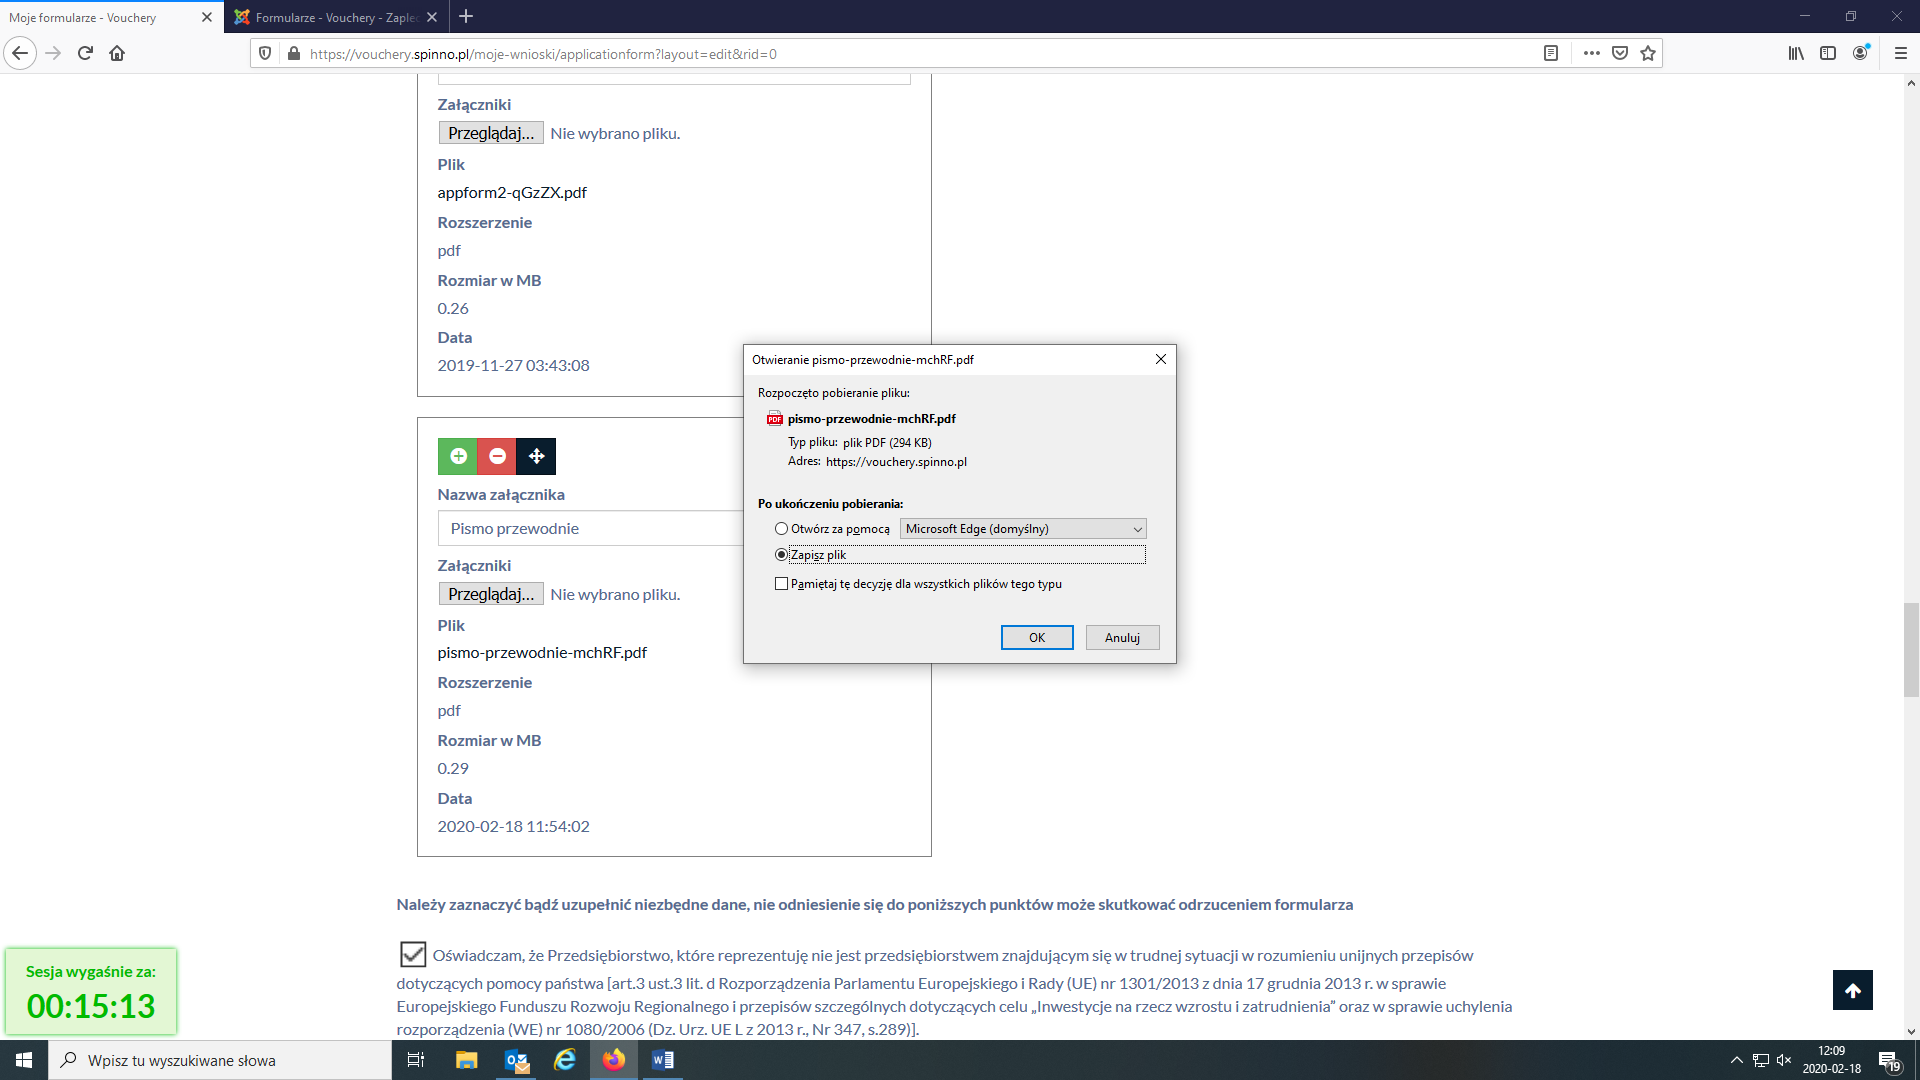 Moje formularze - Vouchery
Formularze - Vouchery - Zaplec
https://vouchery.spinno.pl/moje-wnioski/applicationform?layout=edit&rid=0
Załączniki
Przeglądaj... Nie wybrano pliku.
Plik
appform2-qGzZX.pdf
Rozszerzenie
pdf
Rozmiar w MB
0.26
Data
2019-11-27 03:43:08
Nazwa załącznika
Pismo przewodnie
Załączniki
Przeglądaj... Nie wybrano pliku.
Plik
pismo-przewodnie-mchRF.pdf
Rozszerzenie
pdf
Rozmiar w MB
0.29
Data
2020-02-18 11:54:02
Otwieranie pismo-przewodnie-mchRF.pdf
Rozpoczęto pobieranie pliku:
PDF pismo-przewodnie-mchRF.pdf
Typ pliku: plik PDF (294 KB)
Adres: https://vouchery.spinno.pl
Po ukończeniu pobierania:
Otwórz za pomocą Microsoft Edge (domyślny)
Zapisz plik
Pamiętaj tę decyzję dla wszystkich plików tego typu
OK Anuluj
Należy zaznaczyć bądź uzupełnić niezbędne dane, nie odniesienie się do poniższych punktów może skutkować odrzuceniem formularza
Oświadczam, że Przedsiębiorstwo, które reprezentuję nie jest przedsiębiorstwem znajdującym się w trudnej sytuacji w rozumieniu unijnych przepisów
dotyczących pomocy państwa [art.3 ust.3 lit. d Rozporządzenia Parlamentu Europejskiego i Rady (UE) nr 1301/2013 z dnia 17 grudnia 2013 r. w sprawie
Europejskiego Funduszu Rozwoju Regionalnego i przepisów szczególnych dotyczących celu „Inwestycje na rzecz wzrostu i zatrudnienia” oraz w sprawie uchylenia
rozporządzenia (WE) nr 1080/2006 (Dz. Urz. UE L z 2013 r., Nr 347, s.289)].
Sesja wygaśnie za:
00:15:13
Wpisz tu wyszukiwane słowa
12:09
2020-02-18
19